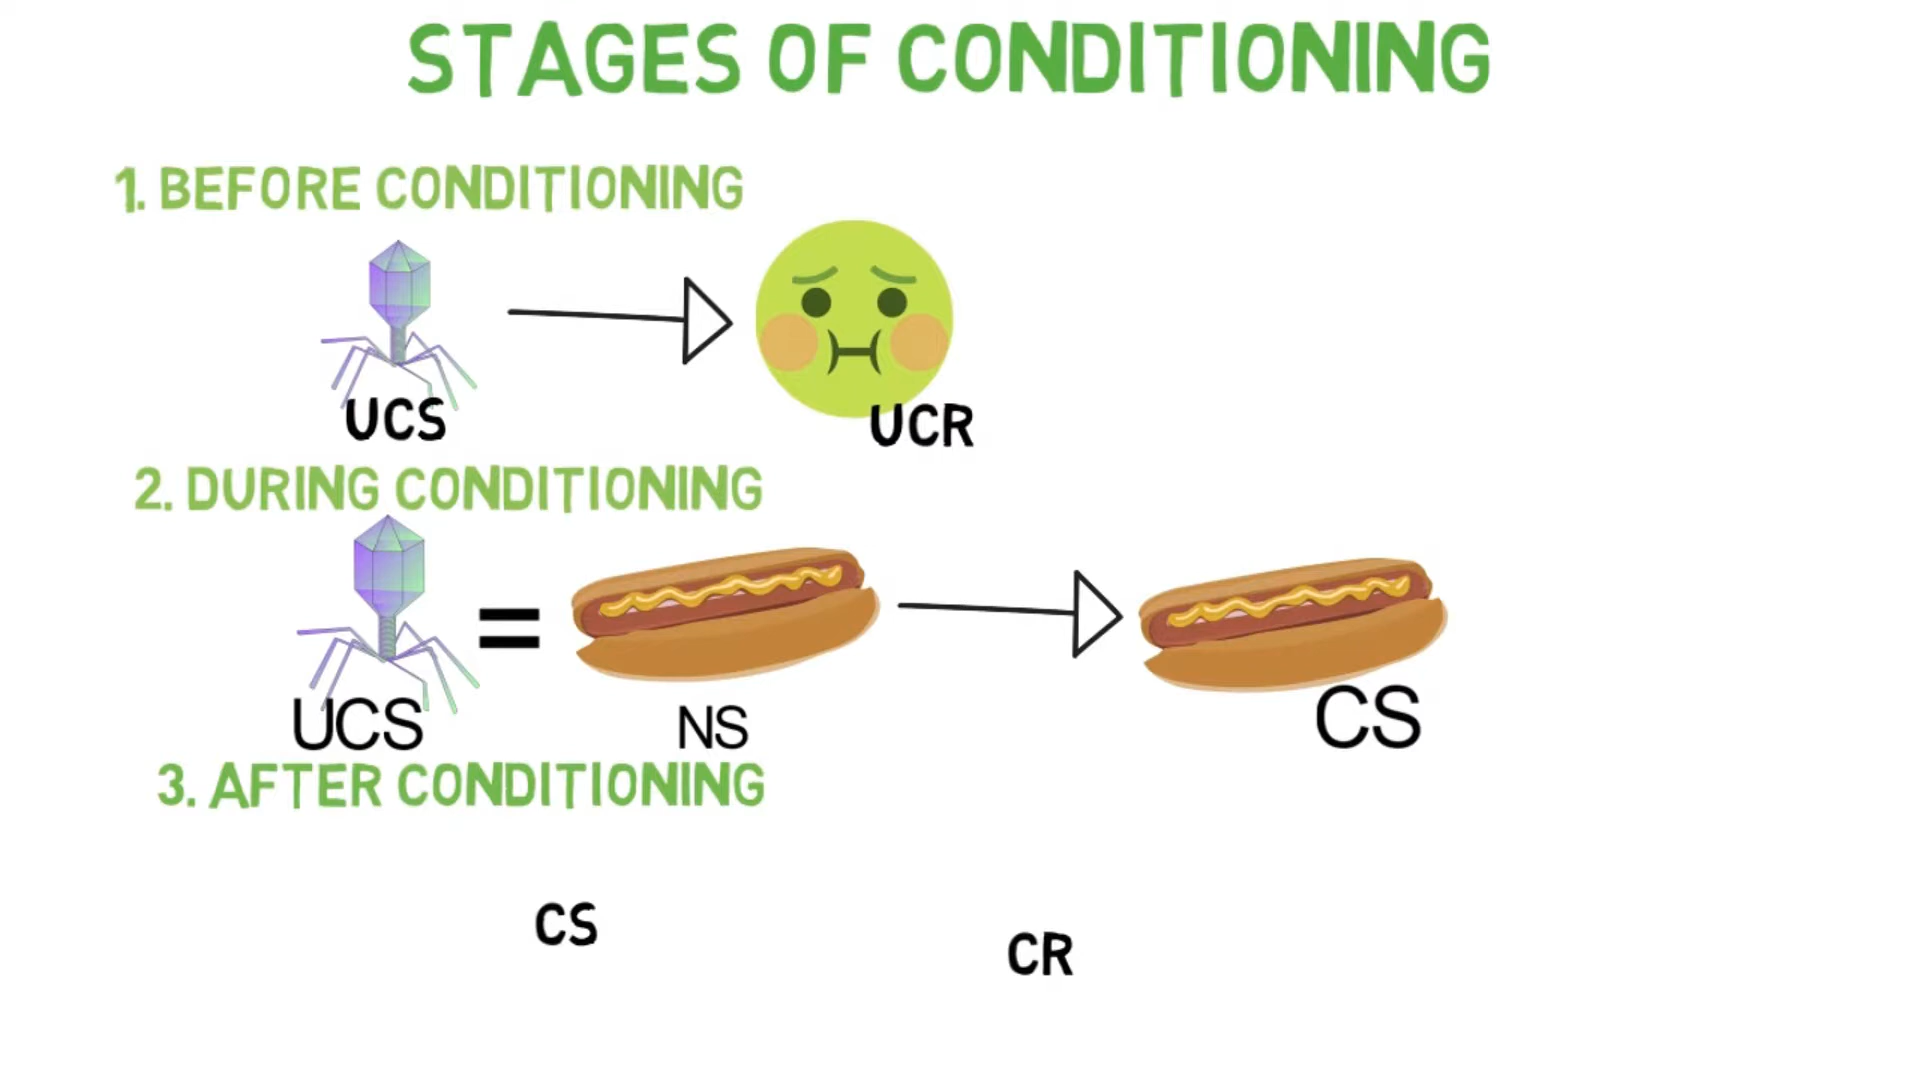 STAGES OF CONDITIONING
1. BEFORE CONDITIONING
UCS
UCR
2. DURING CONDITIONING
=
UCS
NS
CS
3. AFTER CONDITIONING
CS
CR